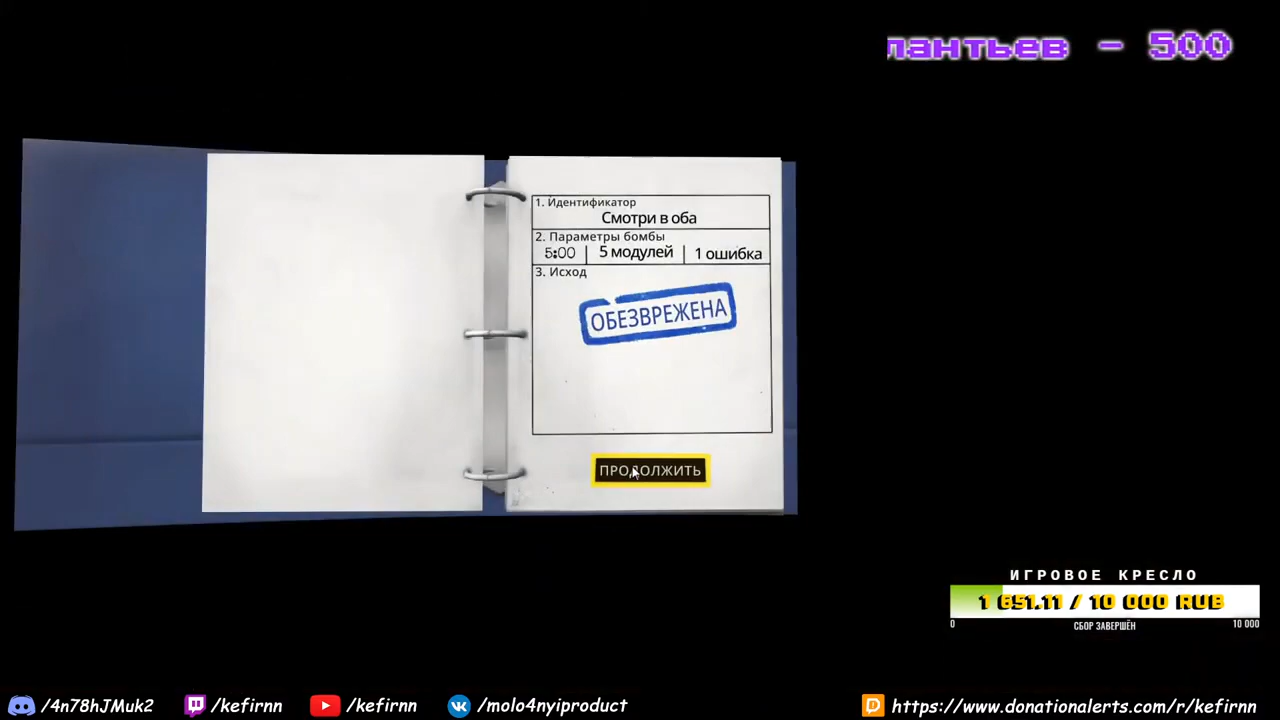 лантьев - 500
1. Идентификатор
Смотри в оба
2. Параметры бомбы
5:00 | 5 модулей | 1 ошибка
3. Исход
ОБЕЗВРЕЖЕНА
ПРОДОЛЖИТЬ
ИГРОВОЕ КРЕСЛО
1 651.11 / 10 000 RUB
0 СБОР ЗАВЕРШЁН 10 000
/4n78hJMuk2 /kefirnn /kefirnn /molo4nyiproduct https://www.donationalerts.com/r/kefirnn